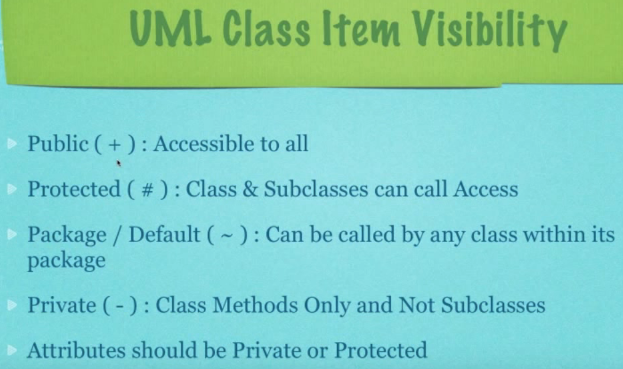 UML Class Item Visibility
Public ( + ) : Accessible to all
Protected ( # ) : Class & Subclasses can call Access
Package / Default ( ~ ) : Can be called by any class within its
package
Private ( - ) : Class Methods Only and Not Subclasses
Attributes should be Private or Protected